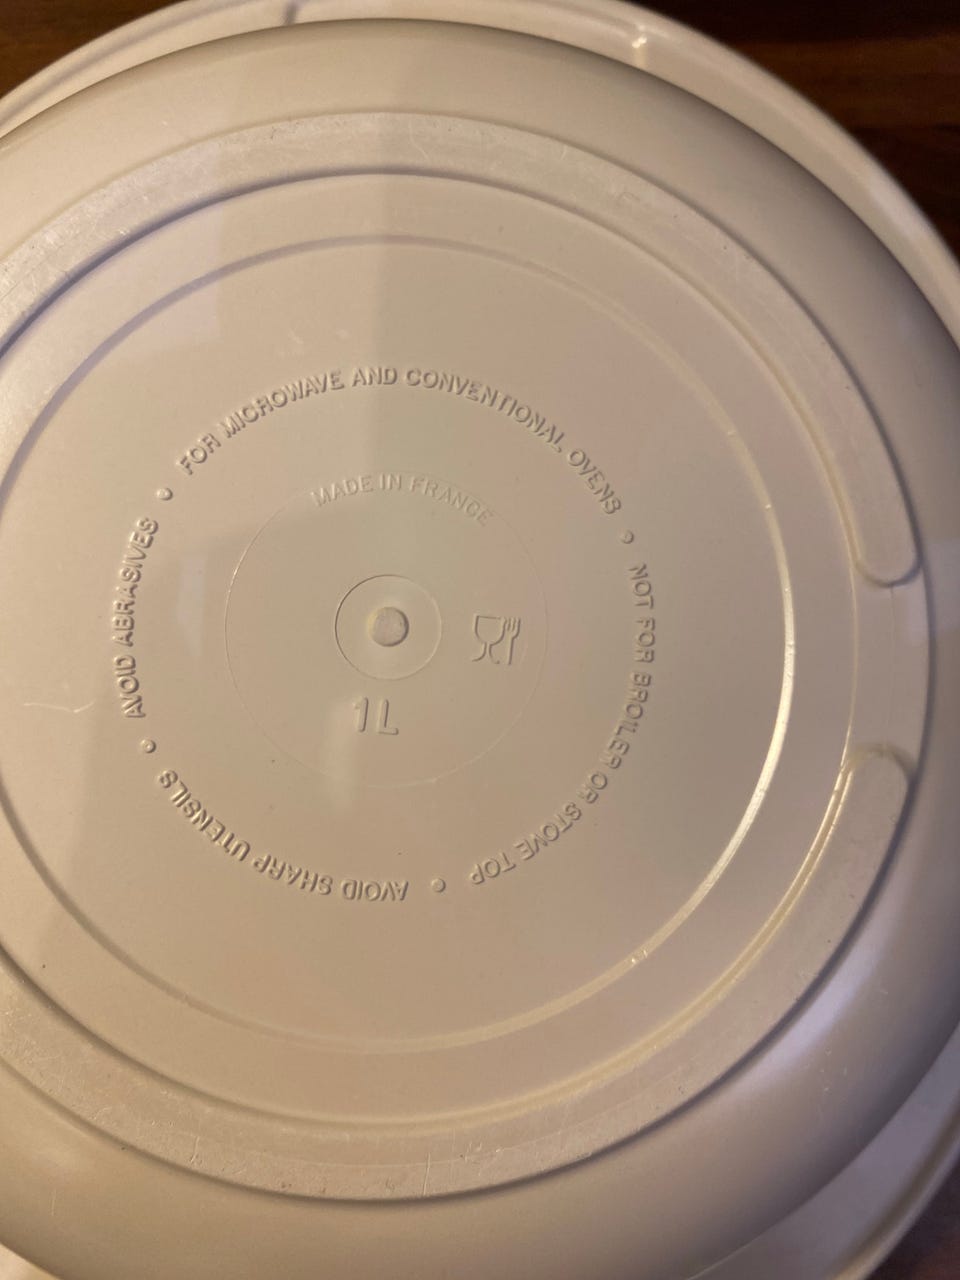 FOR MICROWAVE AND CONVENTIONAL OVENS
NOT FOR BROILER OR STOVE TOP
AVOID SHARP UTENSILS
AVOID ABRASIVES
MADE IN FRANCE
1L